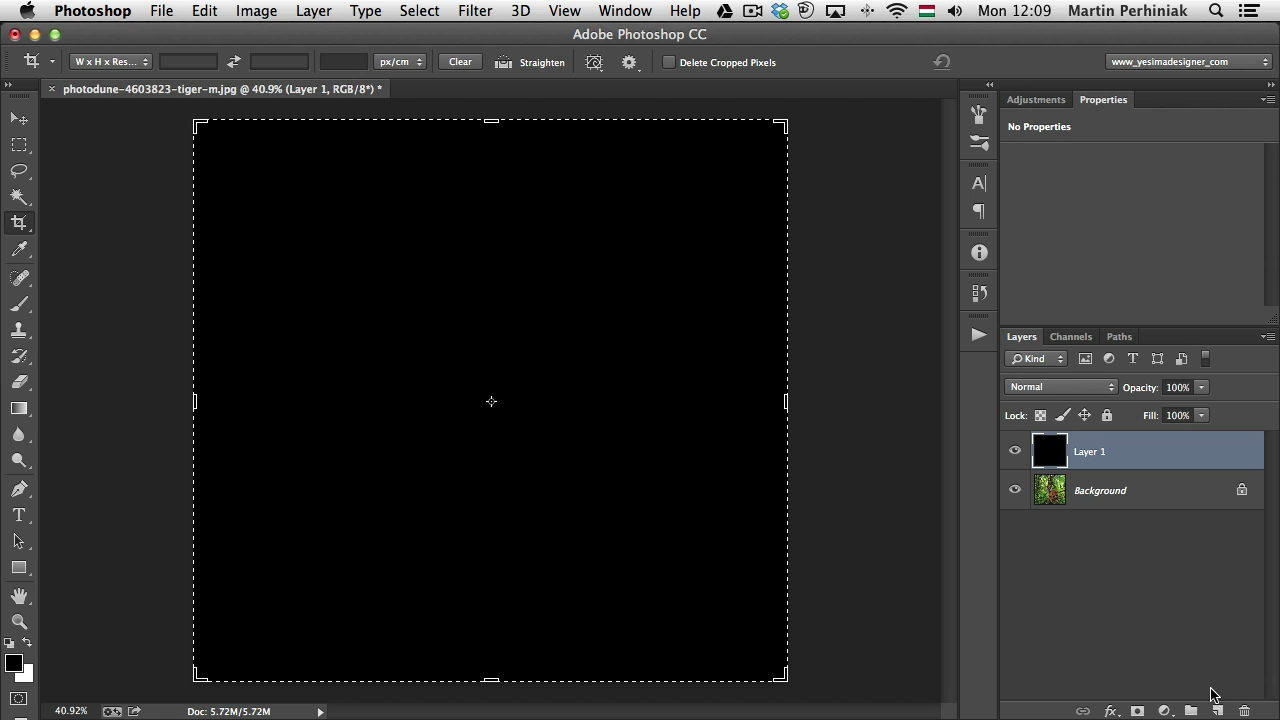 Photoshop File Edit Image Layer Type Select Filter 3D View Window Help Mon 12:09 Martin Perhiniak
Adobe Photoshop CC
W x H x Res... px/cm Clear Straighten Delete Cropped Pixels www_yesimadesigner_com
photodune-4603823-tiger-m.jpg @ 40.9% (Layer 1, RGB/8*) *
Adjustments Properties
No Properties
Layers Channels Paths
Kind
Normal Opacity: 100%
Lock: Fill: 100%
Layer 1
Background
40.92% Doc: 5.72M/5.72M